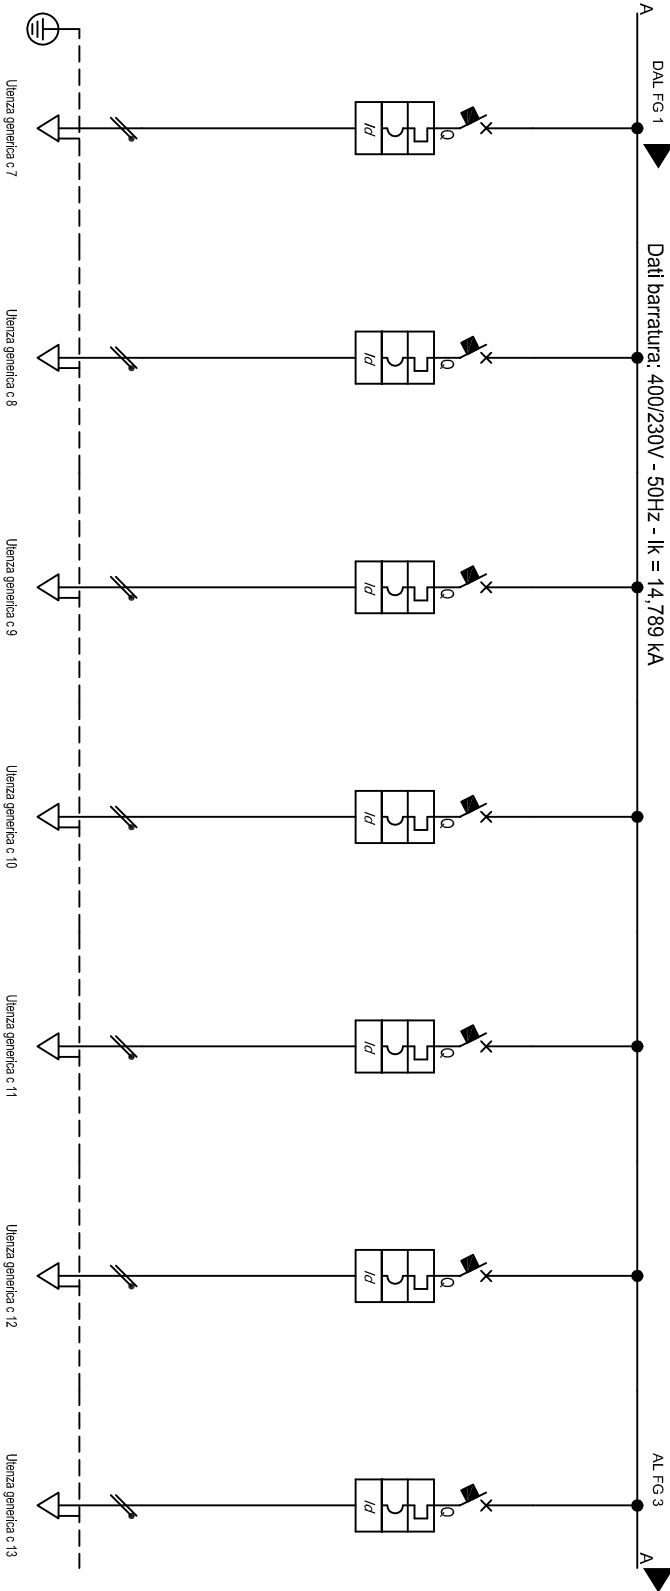 A
DAL FG 1
Dati barratura: 400/230V - 50Hz - Ik = 14,789 kA
AL FG 3
A
Q
Id
Q
Id
Q
Id
Q
Id
Q
Id
Q
Id
Q
Id
Utenza generica c 7
Utenza generica c 8
Utenza generica c 9
Utenza generica c 10
Utenza generica c 11
Utenza generica c 12
Utenza generica c 13